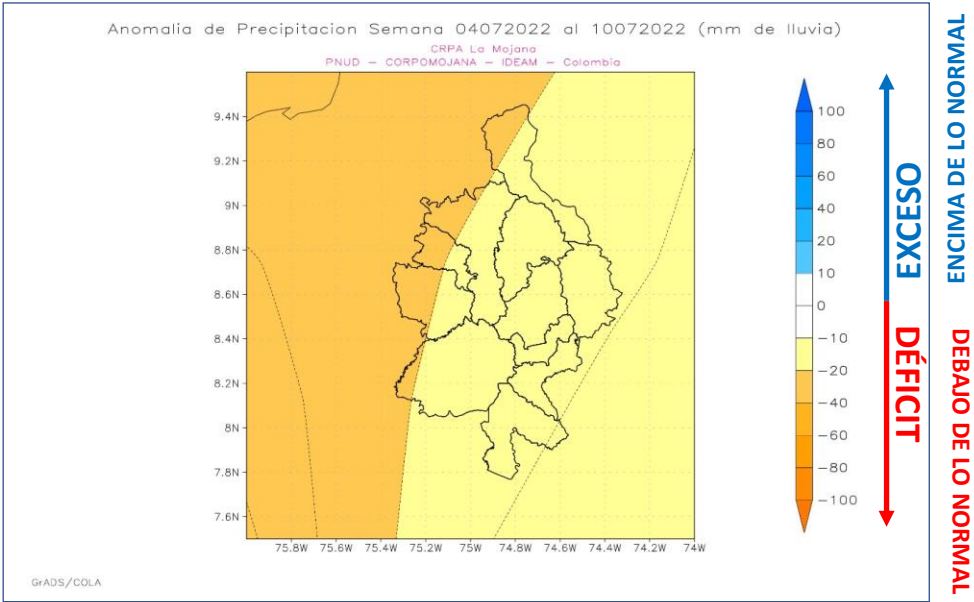 Anomalia de Precipitacion Semana 04072022 al 10072022 (mm de lluvia)
CRPA La Mojana
PNUD – CORPOMOJANA – IDEAM – Colombia
9.4N
9.2N
9N
8.8N
8.6N
8.4N
8.2N
8N
7.8N
7.6N
75.8W 75.6W 75.4W 75.2W 75W 74.8W 74.6W 74.4W 74.2W 74W
100
80
60
40
20
10
0
−10
−20
−40
−60
−80
−100
EXCESO
DÉFICIT
ENCIMA DE LO NORMAL
DEBAJO DE LO NORMAL
GrADS/COLA